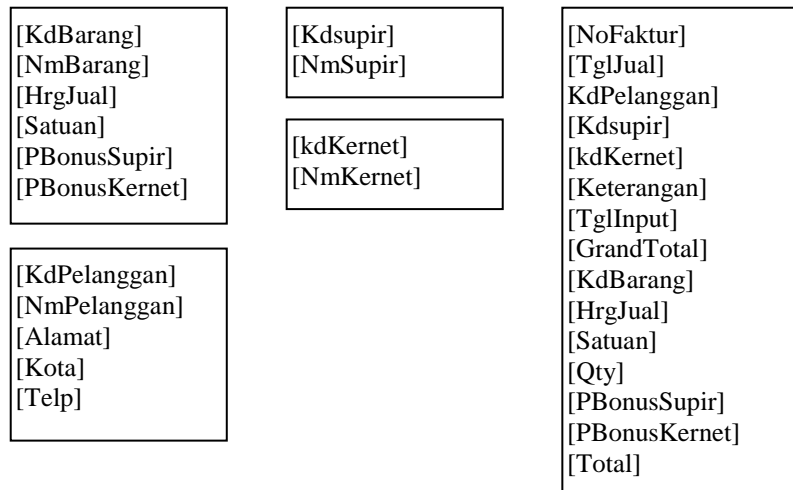 [KdBarang]
[NmBarang]
[HrgJual]
[Satuan]
[PBonusSupir]
[PBonusKernet]
[KdPelanggan]
[NmPelanggan]
[Alamat]
[Kota]
[Telp]
[Kdsupir]
[NmSupir]
[kdKernet]
[NmKernet]
[NoFaktur]
[TglJual]
KdPelanggan]
[Kdsupir]
[kdKernet]
[Keterangan]
[TglInput]
[GrandTotal]
[KdBarang]
[HrgJual]
[Satuan]
[Qty]
[PBonusSupir]
[PBonusKernet]
[Total]